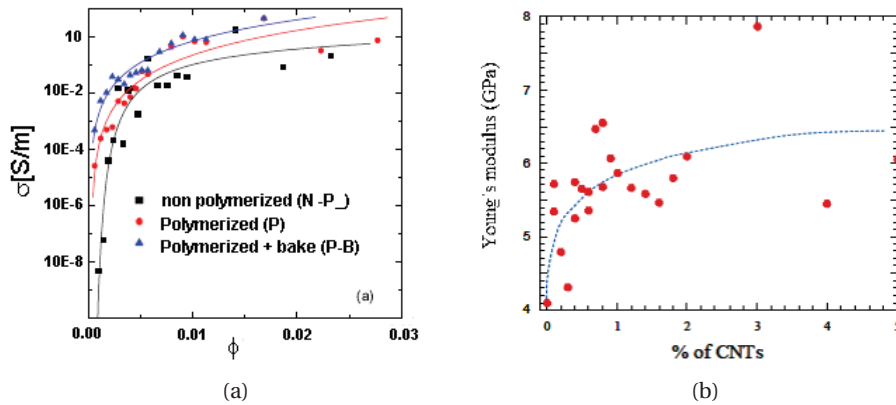 10
10E-2
10E-4
10E-6
10E-8
σ[S/m]
non polymerized (N -P_)
Polymerized (P)
Polymerized + bake (P-B)
(a)
0.00
0.01
0.02
0.03
ϕ
(a)
8
7
6
5
4
Young´s modulus (GPa)
0
1
2
3
4
5
% of CNTs
(b)